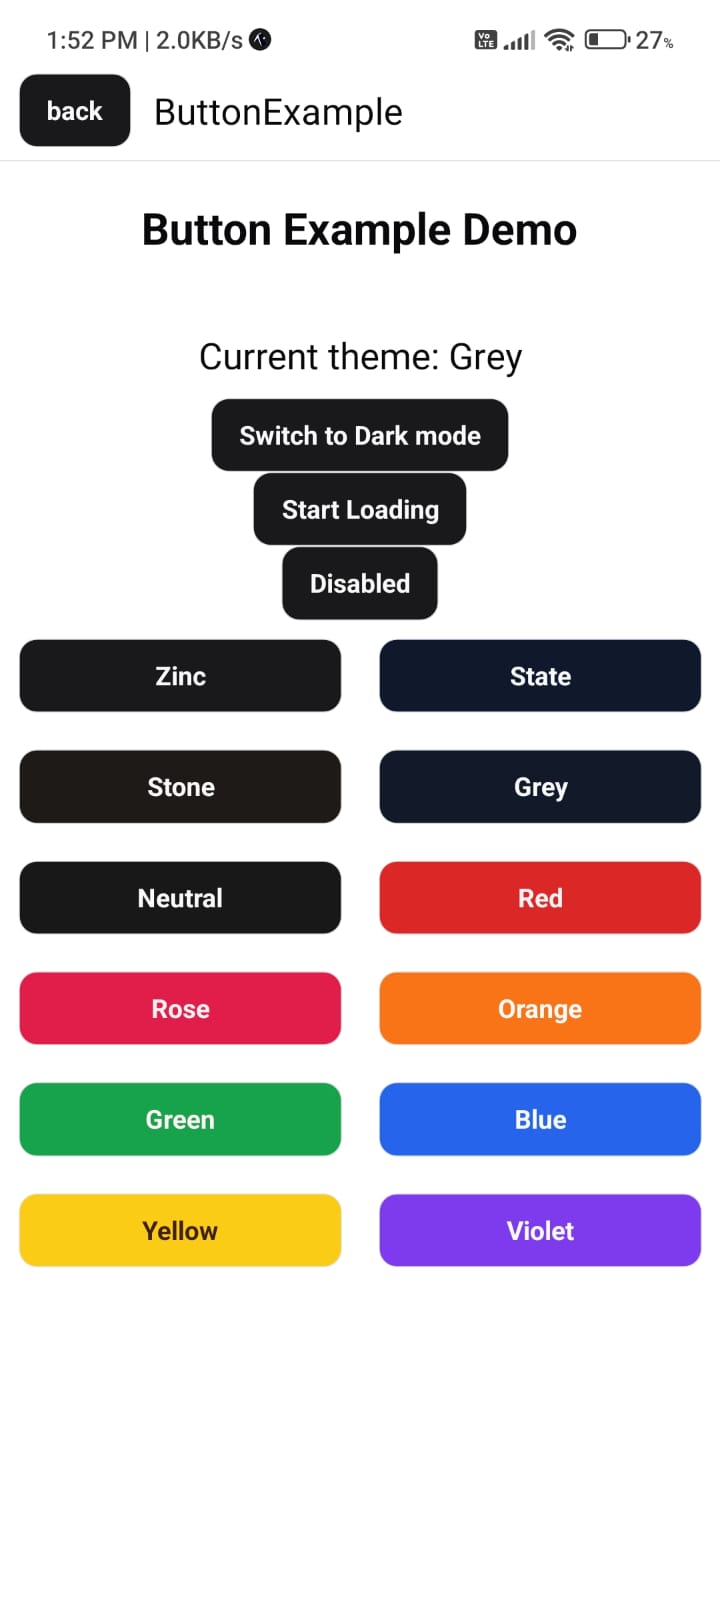 1:52 PM | 2.0KB/s Vo LTE 27%
back ButtonExample
Button Example Demo
Current theme: Grey
Switch to Dark mode
Start Loading
Disabled
Zinc State
Stone Grey
Neutral Red
Rose Orange
Green Blue
Yellow Violet